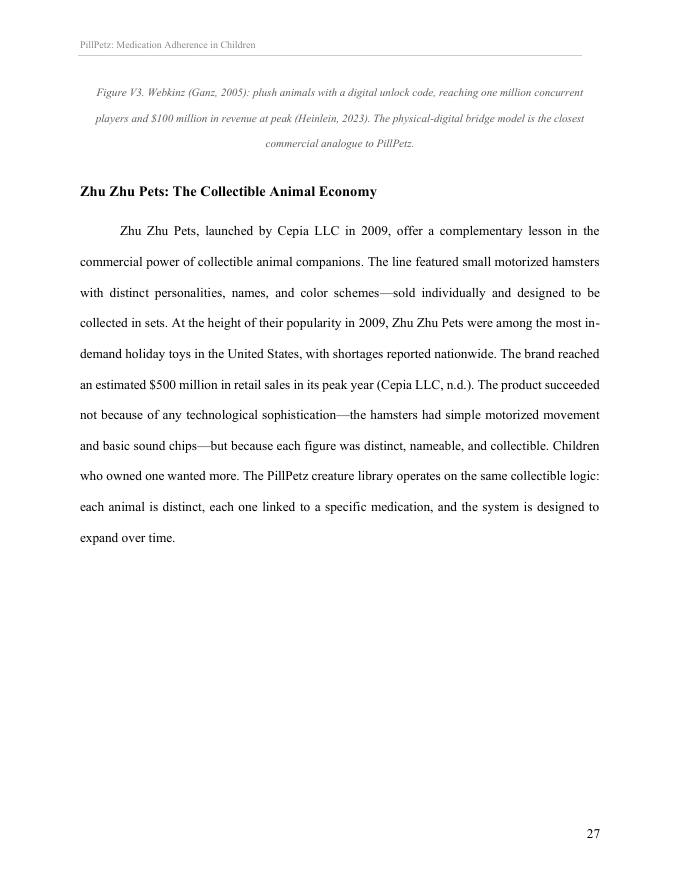 PillPetz: Medication Adherence in Children
Figure V3. Webkinz (Ganz, 2005): plush animals with a digital unlock code, reaching one million concurrent
players and $100 million in revenue at peak (Heinlein, 2023). The physical-digital bridge model is the closest
commercial analogue to PillPetz.
Zhu Zhu Pets: The Collectible Animal Economy
Zhu Zhu Pets, launched by Cepia LLC in 2009, offer a complementary lesson in the
commercial power of collectible animal companions. The line featured small motorized hamsters
with distinct personalities, names, and color schemes—sold individually and designed to be
collected in sets. At the height of their popularity in 2009, Zhu Zhu Pets were among the most in-
demand holiday toys in the United States, with shortages reported nationwide. The brand reached
an estimated $500 million in retail sales in its peak year (Cepia LLC, n.d.). The product succeeded
not because of any technological sophistication—the hamsters had simple motorized movement
and basic sound chips—but because each figure was distinct, nameable, and collectible. Children
who owned one wanted more. The PillPetz creature library operates on the same collectible logic:
each animal is distinct, each one linked to a specific medication, and the system is designed to
expand over time.
27